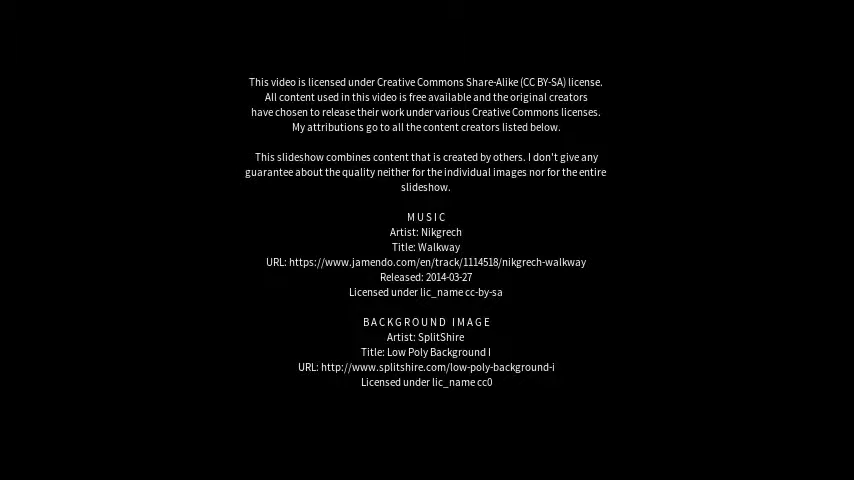 This video is licensed under Creative Commons Share-Alike (CC BY-SA) license.
All content used in this video is free available and the original creators
have chosen to release their work under various Creative Commons licenses.
My attributions go to all the content creators listed below.
This slideshow combines content that is created by others. I don't give any
guarantee about the quality neither for the individual images nor for the entire
slideshow.
MUSIC
Artist: Nikgrech
Title: Walkway
URL: https://www.jamendo.com/en/track/1114518/nikgrech-walkway
Released: 2014-03-27
Licensed under lic_name cc-by-sa
BACKGROUND IMAGE
Artist: SplitShire
Title: Low Poly Background I
URL: http://www.splitshire.com/low-poly-background-i
Licensed under lic_name cc0